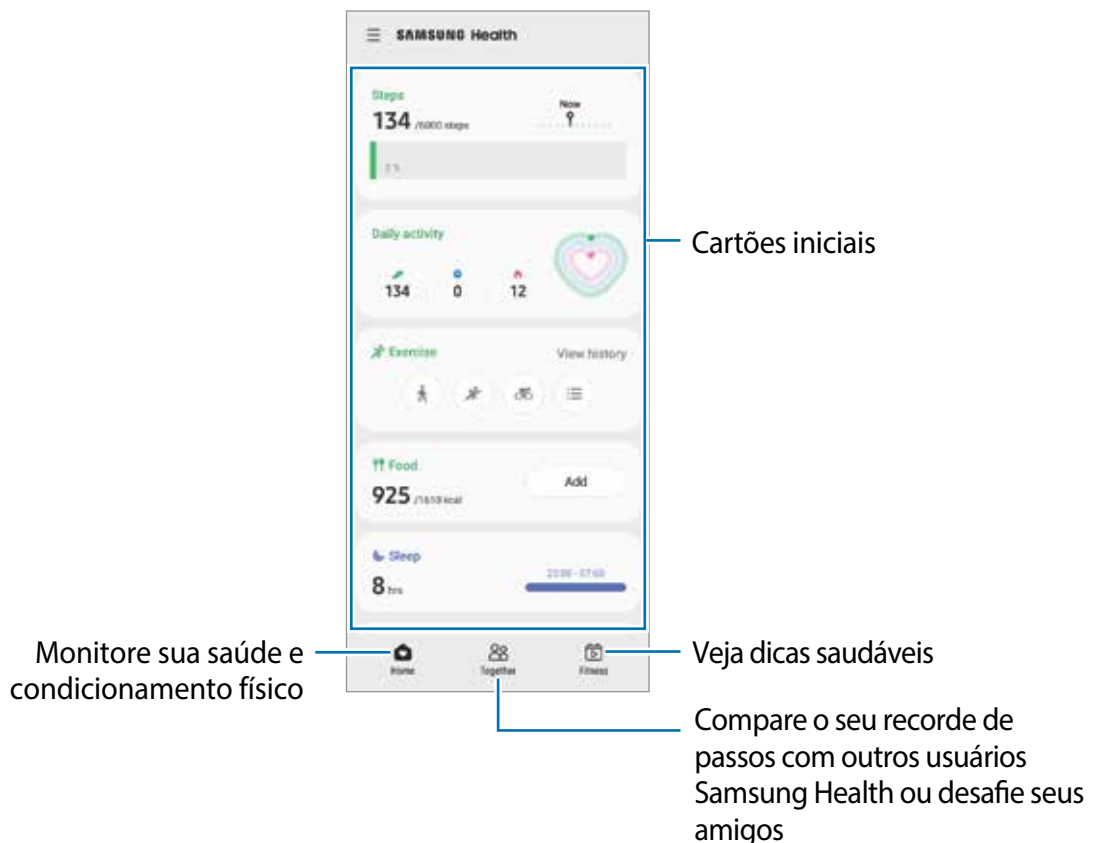 SAMSUNG Health
Steps
134 /6000 steps
Now
Daily activity
134 0 12
Exercise View history
Food
925 /1619 kcal
Add
Sleep
8 hrs
Home Together Fitness
Cartões iniciais
Monitore sua saúde e
condicionamento físico
Veja dicas saudáveis
Compare o seu recorde de
passos com outros usuários
Samsung Health ou desafie seus
amigos